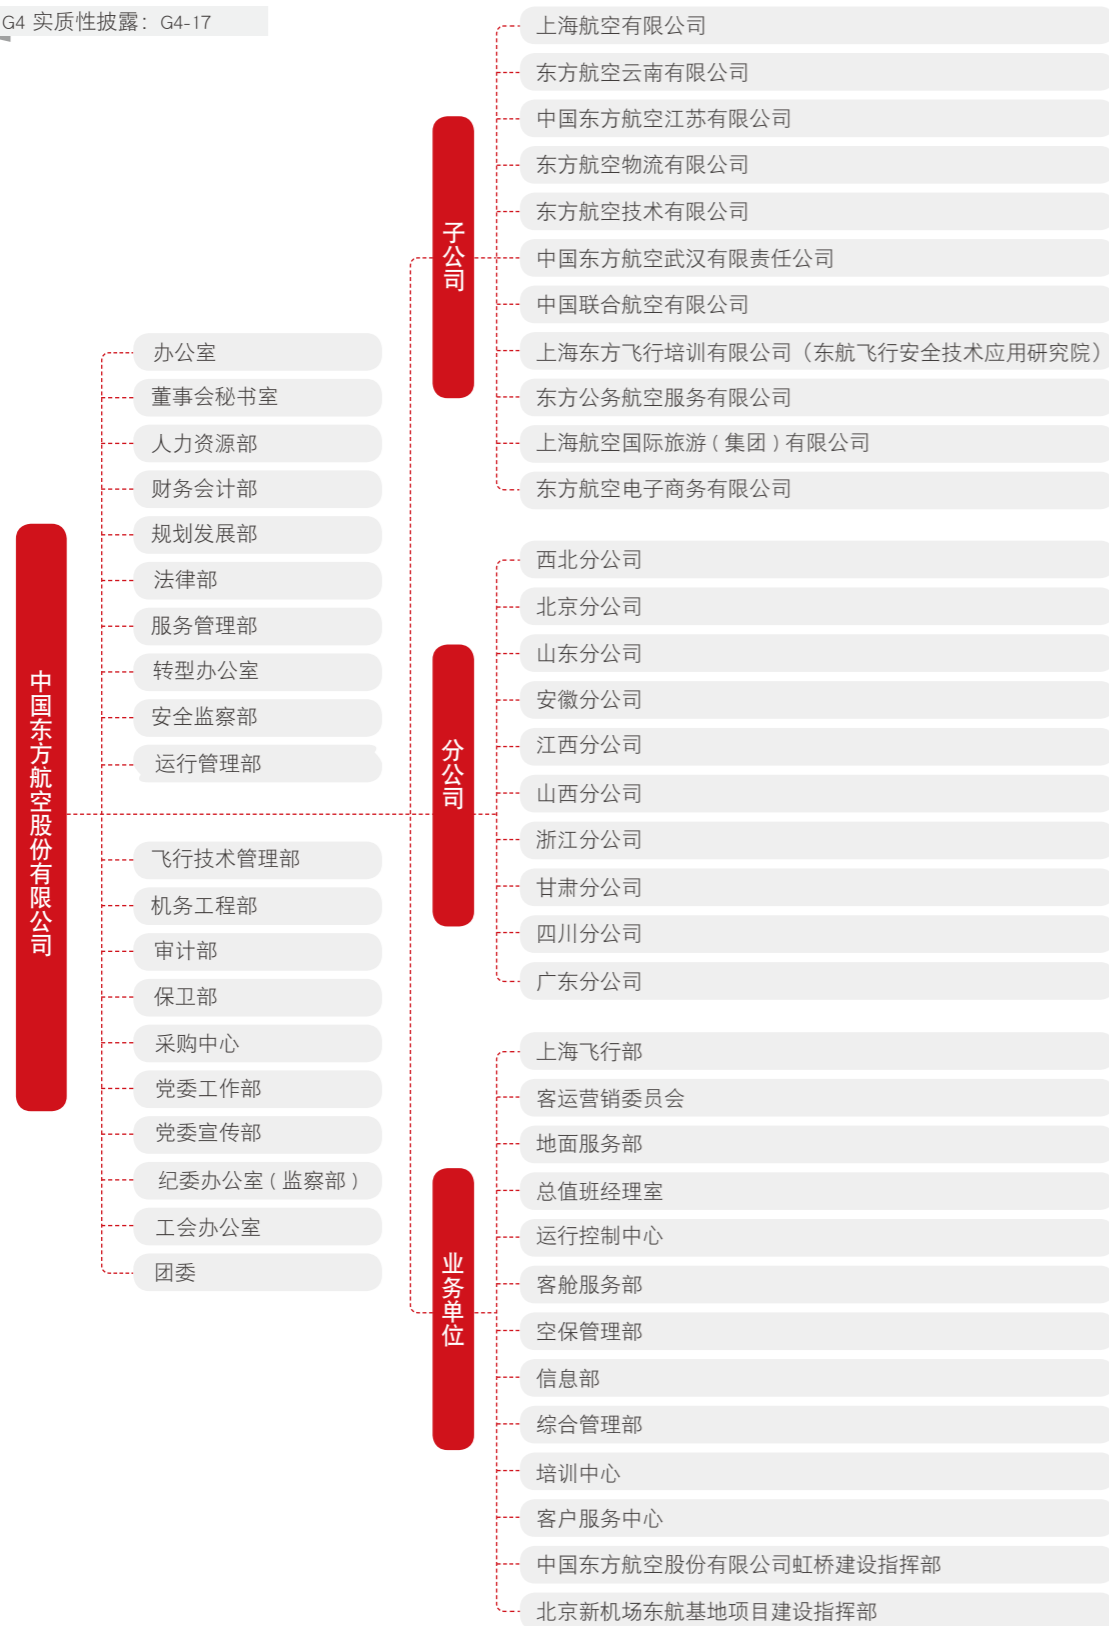 G4 实质性披露：G4-17
中国东方航空股份有限公司
办公室
董事会秘书室
人力资源部
财务会计部
规划发展部
法律部
服务管理部
转型办公室
安全监察部
运行管理部
飞行技术管理部
机务工程部
审计部
保卫部
采购中心
党委工作部
党委宣传部
纪委办公室（监察部）
工会办公室
团委
子公司
上海航空有限公司
东方航空云南有限公司
中国东方航空江苏有限公司
东方航空物流有限公司
东方航空技术有限公司
中国东方航空武汉有限责任公司
中国联合航空有限公司
上海东方飞行培训有限公司（东航飞行安全技术应用研究院）
东方公务航空服务有限公司
上海航空国际旅游（集团）有限公司
东方航空电子商务有限公司
分公司
西北分公司
北京分公司
山东分公司
安徽分公司
江西分公司
山西分公司
浙江分公司
甘肃分公司
四川分公司
广东分公司
业务单位
上海飞行部
客运营销委员会
地面服务部
总值班经理室
运行控制中心
客舱服务部
空保管理部
信息部
综合管理部
培训中心
客户服务中心
中国东方航空股份有限公司虹桥建设指挥部
北京新机场东航基地项目建设指挥部